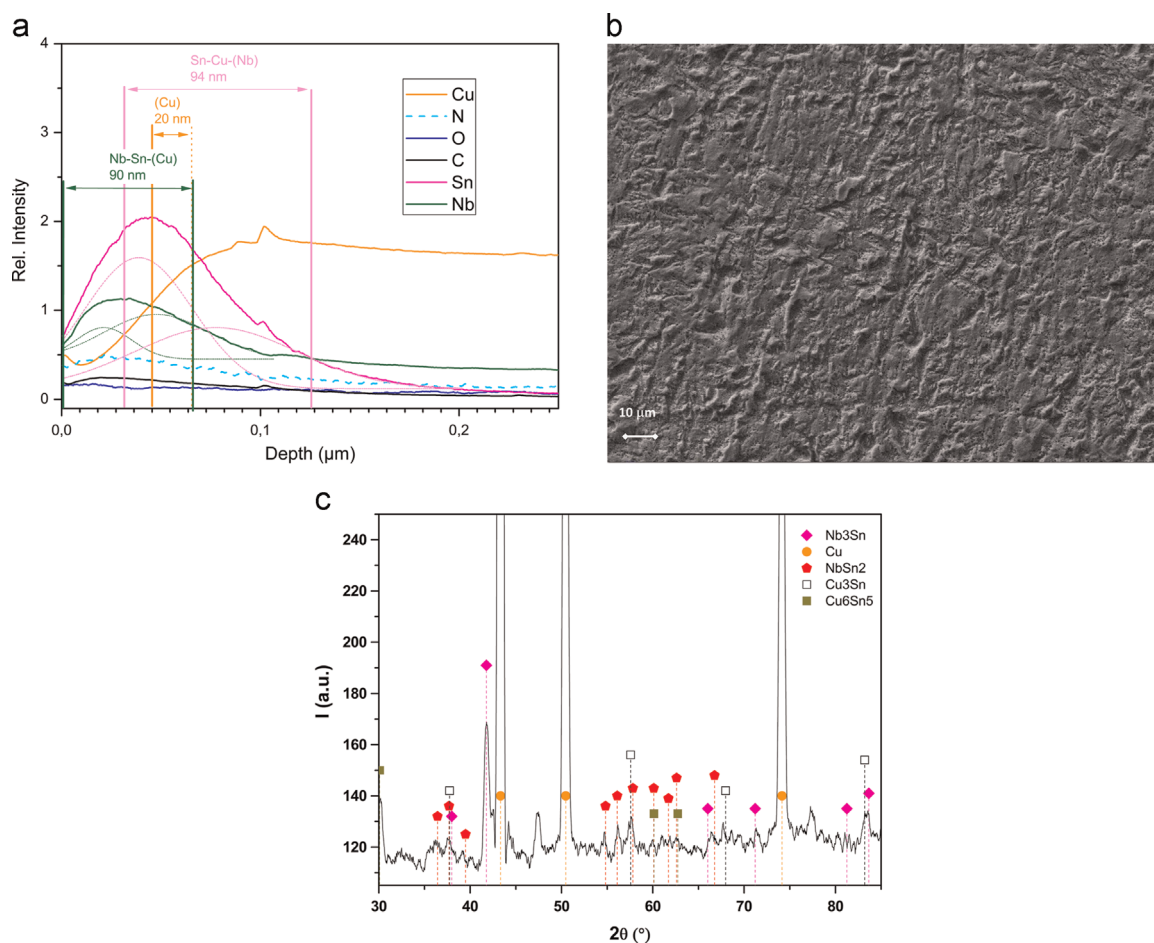 a
4
3
2
1
0
Rel. Intensity
Sn-Cu-(Nb)
94 nm
(Cu)
20 nm
Nb-Sn-(Cu)
90 nm
Cu
N
O
C
Sn
Nb
0,0
0,1
0,2
Depth (µm)
b
10 µm
c
240
220
200
180
160
140
120
I (a.u.)
Nb3Sn
Cu
NbSn2
Cu3Sn
Cu6Sn5
30
40
50
60
70
80
2θ (°)